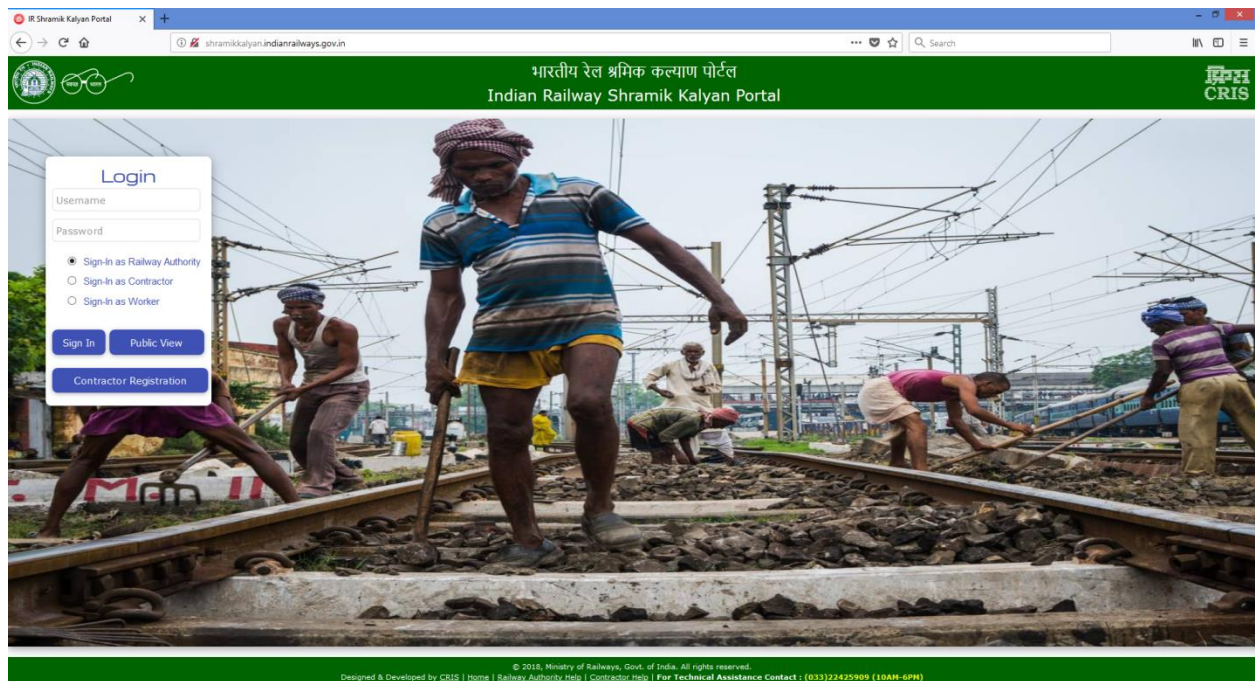 IR Shramik Kalyan Portal
shramikkalyan.indianrailways.gov.in
Search
भारतीय रेल श्रमिक कल्याण पोर्टल
Indian Railway Shramik Kalyan Portal
क्रिस
CRIS
Login
Username
Password
Sign-In as Railway Authority
Sign-In as Contractor
Sign-In as Worker
Sign In Public View
Contractor Registration
© 2018, Ministry of Railways, Govt. of India. All rights reserved.
Designed & Developed by CRIS | Home | Railway Authority Help | Contractor Help | For Technical Assistance Contact : (033)22425909 (10AM-6PM)